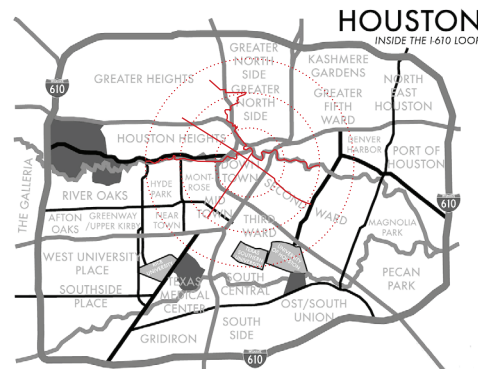 HOUSTON
INSIDE THE I-610 LOOP
GREATER
NORTH
SIDE
KASHMERE
GARDENS
GREATER HEIGHTS
NORTH
EAST
HOUSTON
610
GREATER
NORTH
SIDE
GREATER
FIFTH
WARD
HOUSTON HEIGHTS
DENVER
HARBOR
PORT OF
HOUSTON
THE GALLERIA
DOWN
TOWN
HYDE
PARK
MONT-
ROSE
SECOND WARD
RIVER OAKS
MID
TOWN
610
AFTON
OAKS
GREENWAY
/UPPER KIRBY
NEAR
TOWN
THIRD
WARD
MAGNOLIA
PARK
WEST UNIVERSITY
PLACE
SOUTHERN
TEXAS
MEDICAL
CENTER
SOUTH
CENTRAL
PECAN
PARK
SOUTHSIDE
PLACE
OST/SOUTH
UNION
GRIDIRON
SOUTH
SIDE
610